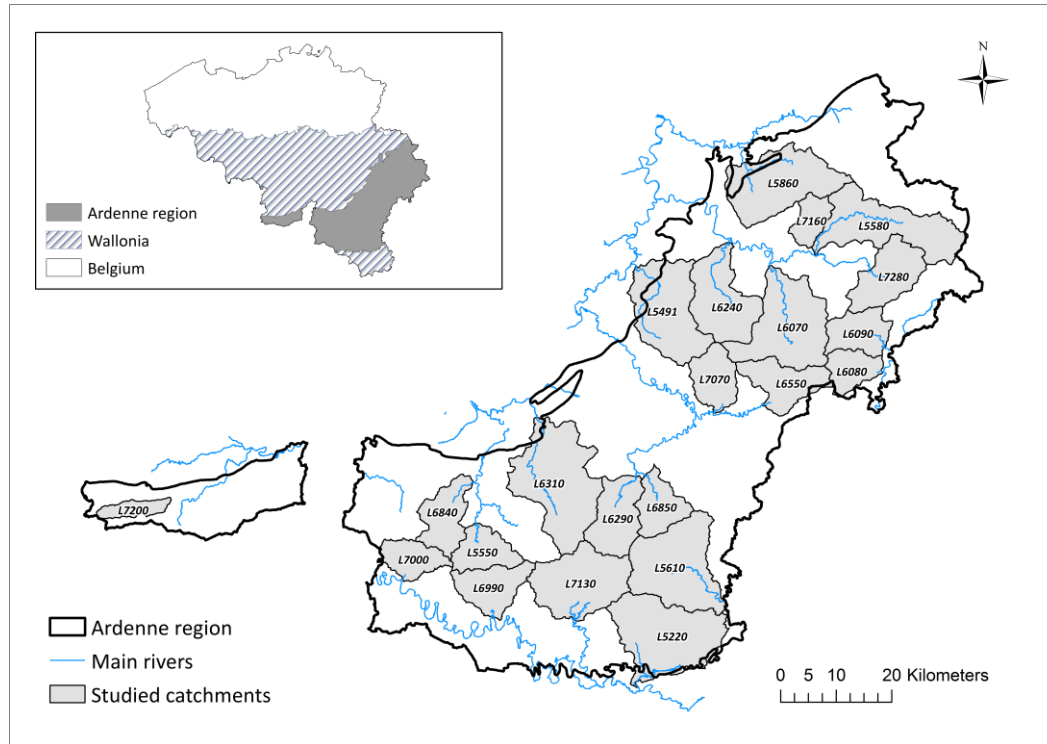 N
Ardenne region
Wallonia
Belgium
L5860
L7160
L5580
L7280
L5491
L6240
L6070
L6090
L6080
L7070
L6550
L6310
L6290
L6850
L6840
L7200
L7000
L5550
L6990
L7130
L5610
L5220
Ardenne region
Main rivers
Studied catchments
0 5 10 20 Kilometers